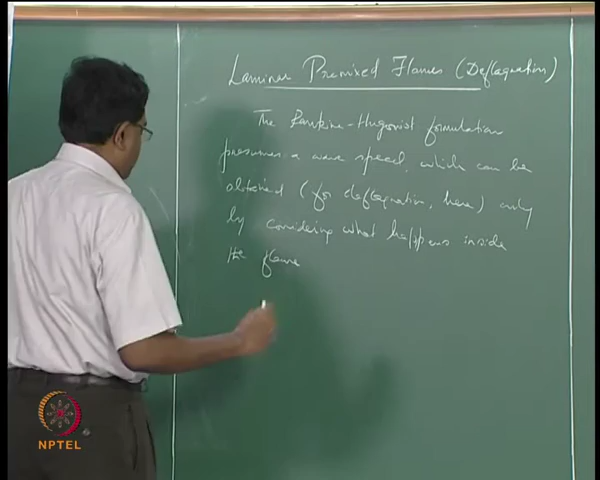 Laminar Premixed Flames (Deflagration)
The Rankine-Hugoniot formulation
presumes a wave speed, which can be
obtained (for deflagration, here) only
by considering what happens inside
the flame
NPTEL